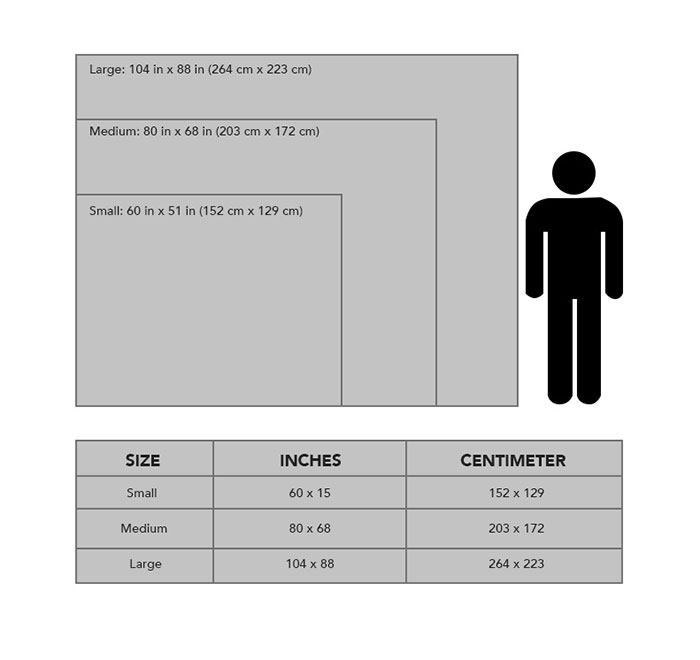 Large: 104 in x 88 in (264 cm x 223 cm)
Medium: 80 in x 68 in (203 cm x 172 cm)
Small: 60 in x 51 in (152 cm x 129 cm)
SIZE INCHES CENTIMETER
Small 60 x 15 152 x 129
Medium 80 x 68 203 x 172
Large 104 x 88 264 x 223